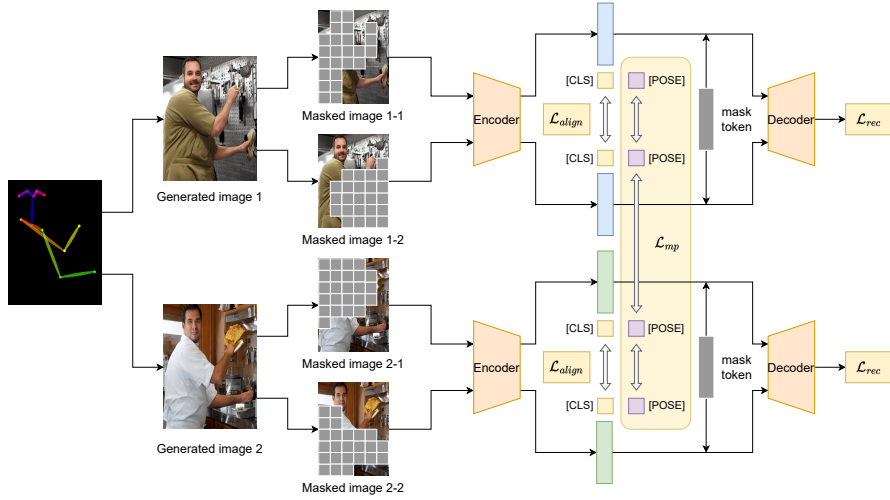 Generated image 1
Masked image 1-1
Masked image 1-2
Encoder
[CLS]
[POSE]
𝓛align
[CLS]
[POSE]
mask
token
Decoder
𝓛rec
𝓛mp
Generated image 2
Masked image 2-1
Masked image 2-2
Encoder
[CLS]
[POSE]
𝓛align
[CLS]
[POSE]
mask
token
Decoder
𝓛rec